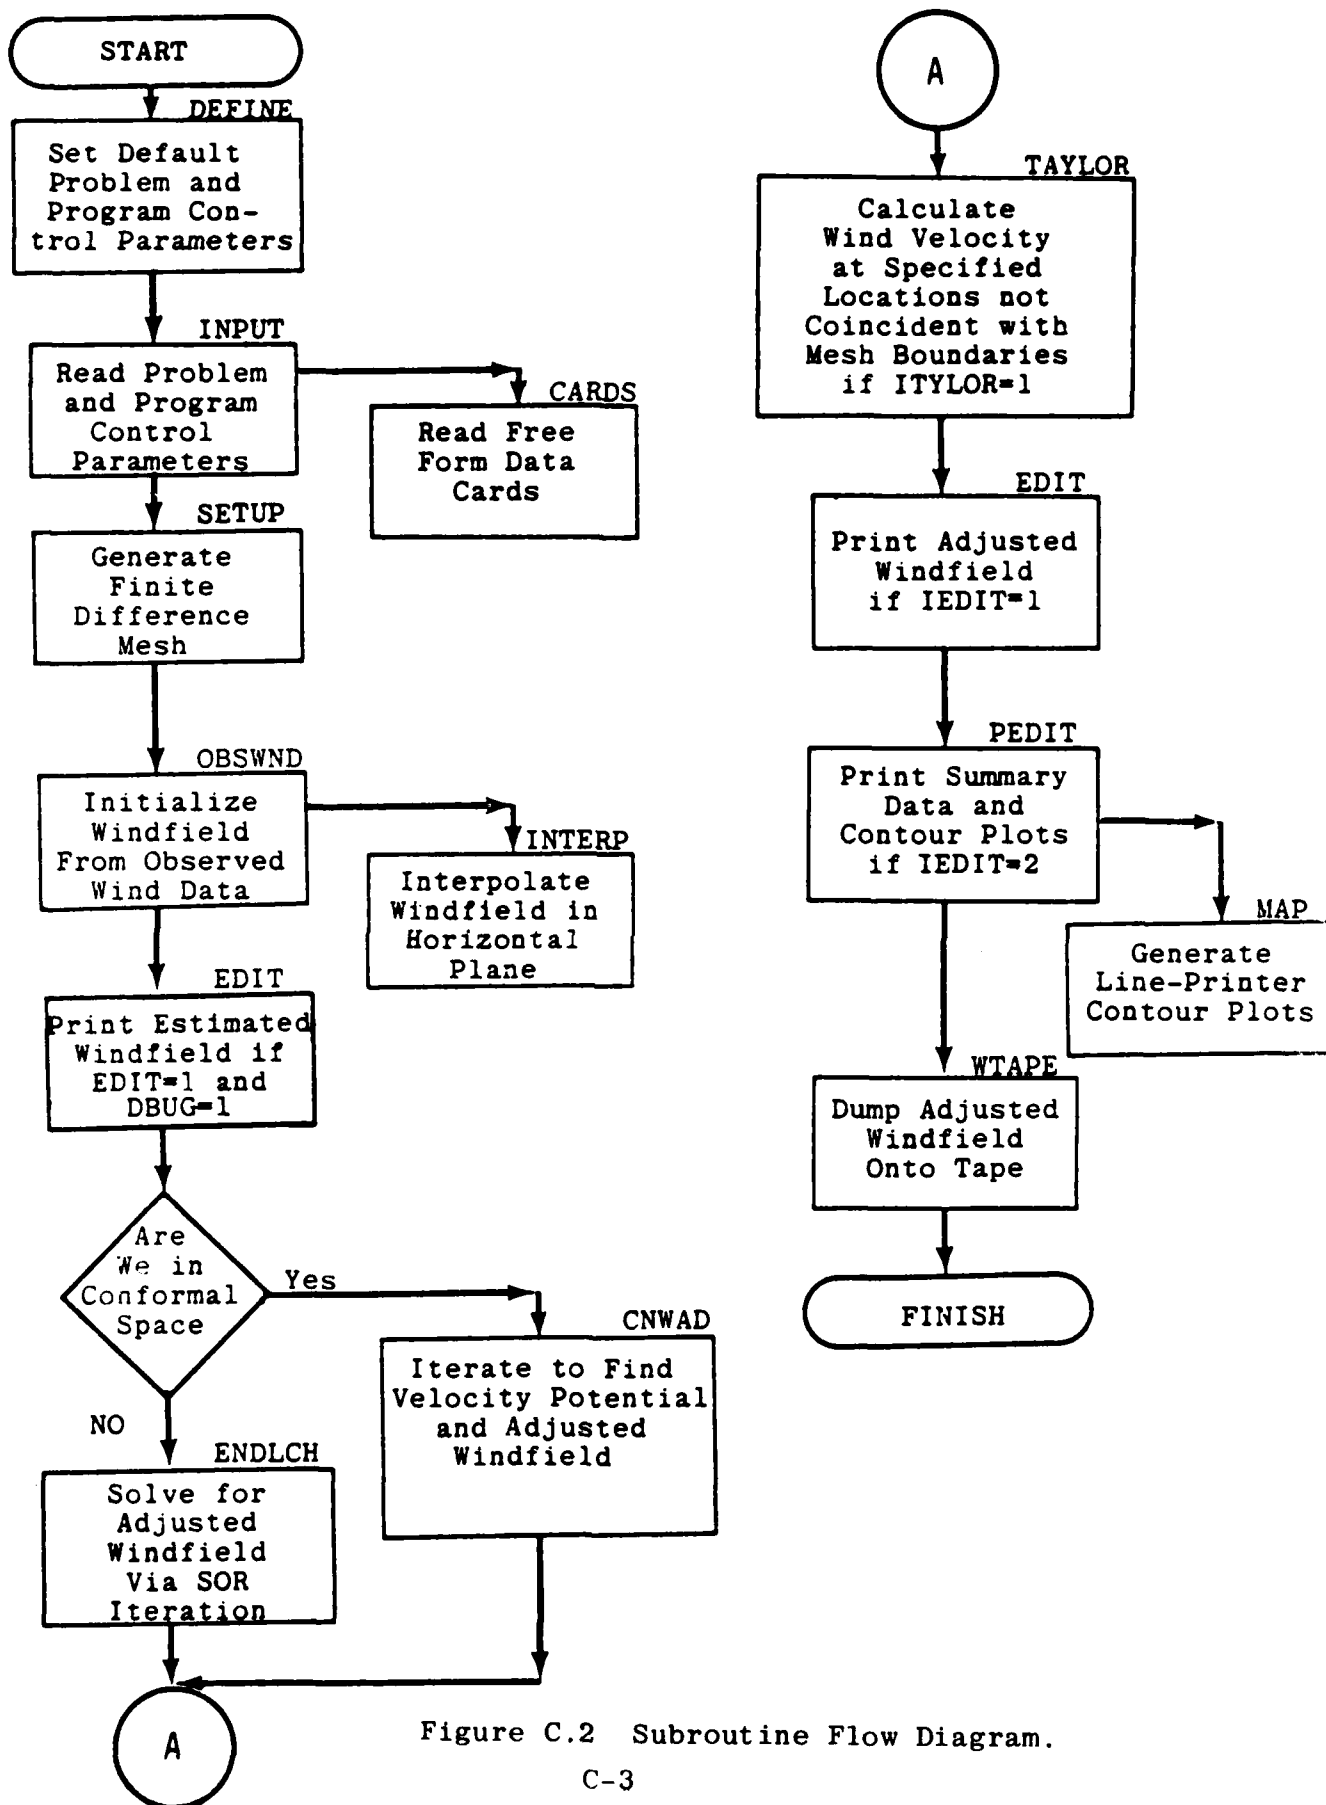 START
DEFINE
Set Default
Problem and
Program Con-
trol Parameters
INPUT
Read Problem
and Program
Control
Parameters
CARDS
Read Free
Form Data
Cards
SETUP
Generate
Finite
Difference
Mesh
OBSWND
Initialize
Windfield
From Observed
Wind Data
INTERP
Interpolate
Windfield in
Horizontal
Plane
EDIT
Print Estimated
Windfield if
EDIT=1 and
DBUG=1
Are
We in
Conformal
Space
Yes
CNWAD
Iterate to Find
Velocity Potential
and Adjusted
Windfield
NO
ENDLCH
Solve for
Adjusted
Windfield
Via SOR
Iteration
A
A
TAYLOR
Calculate
Wind Velocity
at Specified
Locations not
Coincident with
Mesh Boundaries
if ITYLOR=1
EDIT
Print Adjusted
Windfield
if IEDIT=1
PEDIT
Print Summary
Data and
Contour Plots
if IEDIT=2
MAP
Generate
Line-Printer
Contour Plots
WTAPE
Dump Adjusted
Windfield
Onto Tape
FINISH
Figure C.2 Subroutine Flow Diagram.
C-3